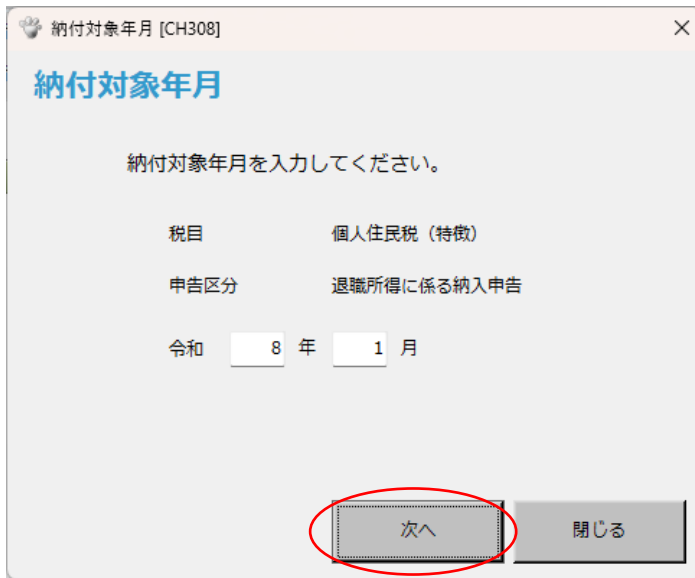 納付対象年月 [CH308]
納付対象年月
納付対象年月を入力してください。
税目 個人住民税（特徴）
申告区分 退職所得に係る納入申告
令和 8 年 1 月
次へ 閉じる